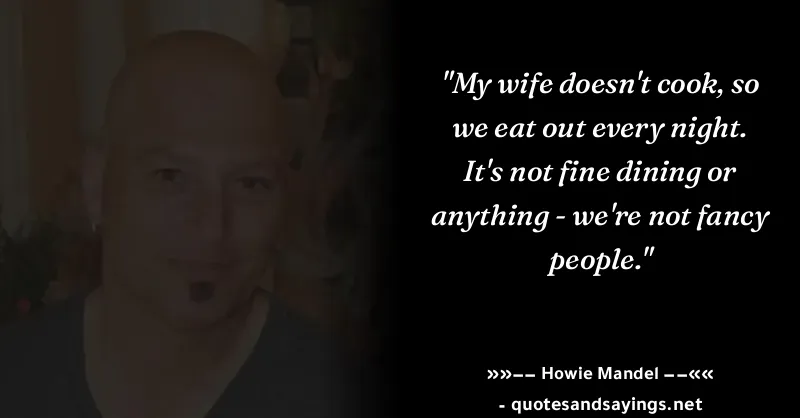 "My wife doesn't cook, so
we eat out every night.
It's not fine dining or
anything - we're not fancy
people."
»»−− Howie Mandel −−««
- quotesandsayings.net